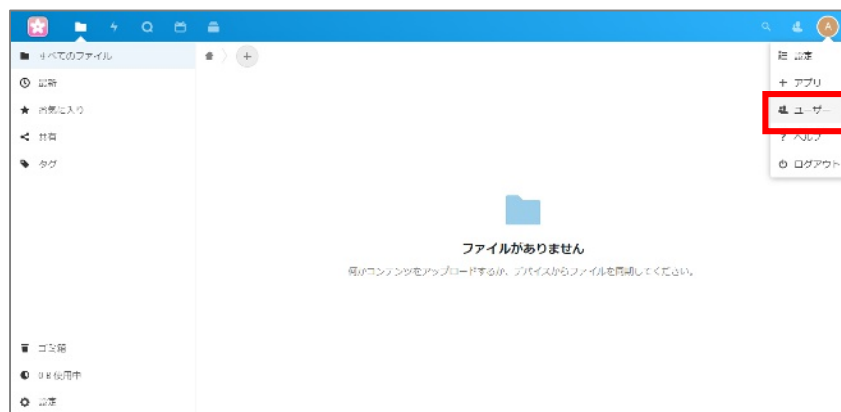 A
すべてのファイル
+
設定
最新
+ アプリ
お気に入り
ユーザー
共有
? ヘルプ
タグ
ログアウト
ファイルがありません
何かコンテンツをアップロードするか、デバイスからファイルを同期してください。
ゴミ箱
0 B 使用中
設定